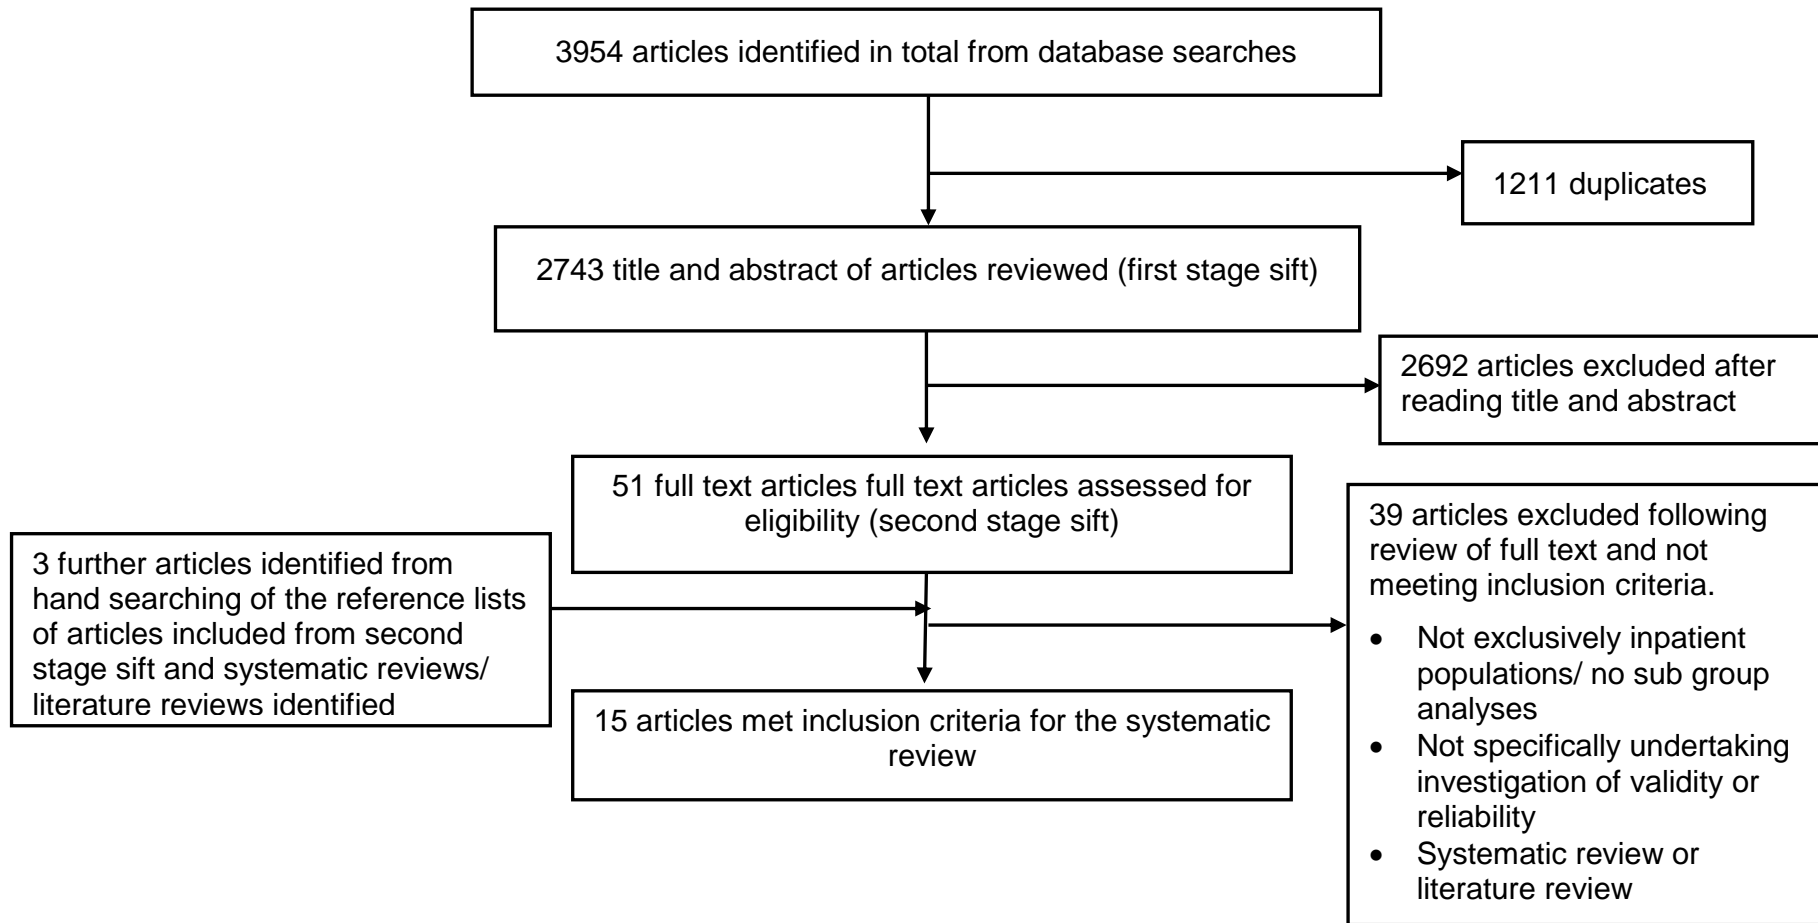 3954 articles identified in total from database searches
1211 duplicates
2743 title and abstract of articles reviewed (first stage sift)
2692 articles excluded after
reading title and abstract
51 full text articles full text articles assessed for
eligibility (second stage sift)
3 further articles identified from
hand searching of the reference lists
of articles included from second
stage sift and systematic reviews/
literature reviews identified
39 articles excluded following
review of full text and not
meeting inclusion criteria.
• Not exclusively inpatient
populations/ no sub group
analyses
• Not specifically undertaking
investigation of validity or
reliability
• Systematic review or
literature review
15 articles met inclusion criteria for the systematic
review